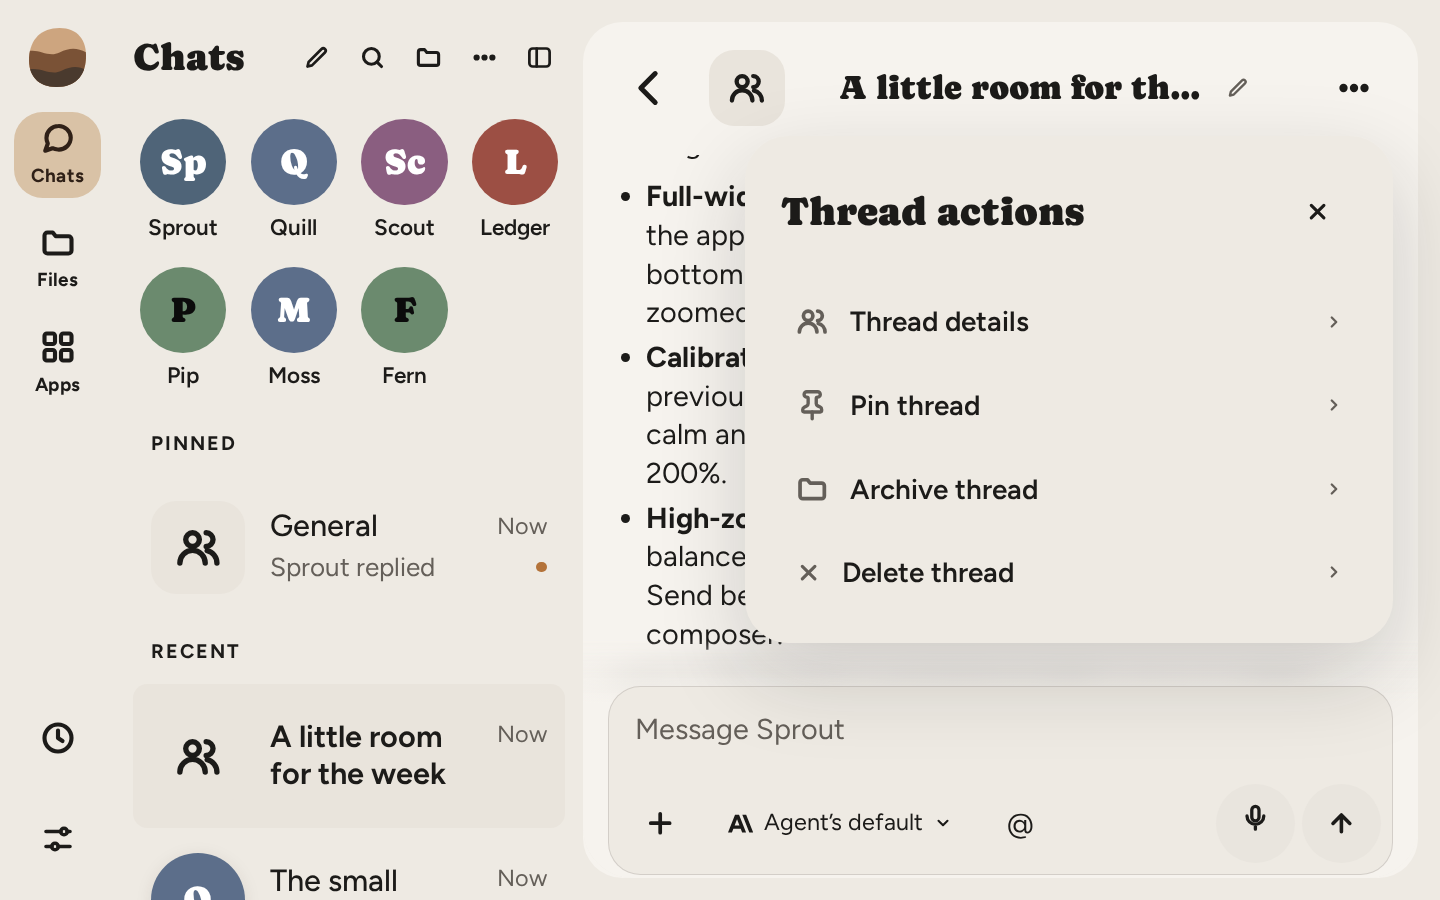 Chats
Chats
Files
Apps
Sp
Sprout
Q
Quill
Sc
Scout
L
Ledger
P
Pip
M
Moss
F
Fern
PINNED
General
Now
Sprout replied
RECENT
A little room
for the week
Now
The small
Now
A little room for th...
Full-wid
the app
bottom
zoomed
Calibrat
previou
calm an
200%.
High-zo
balance
Send be
composer.
Thread actions
Thread details
Pin thread
Archive thread
Delete thread
Message Sprout
Agent’s default
@